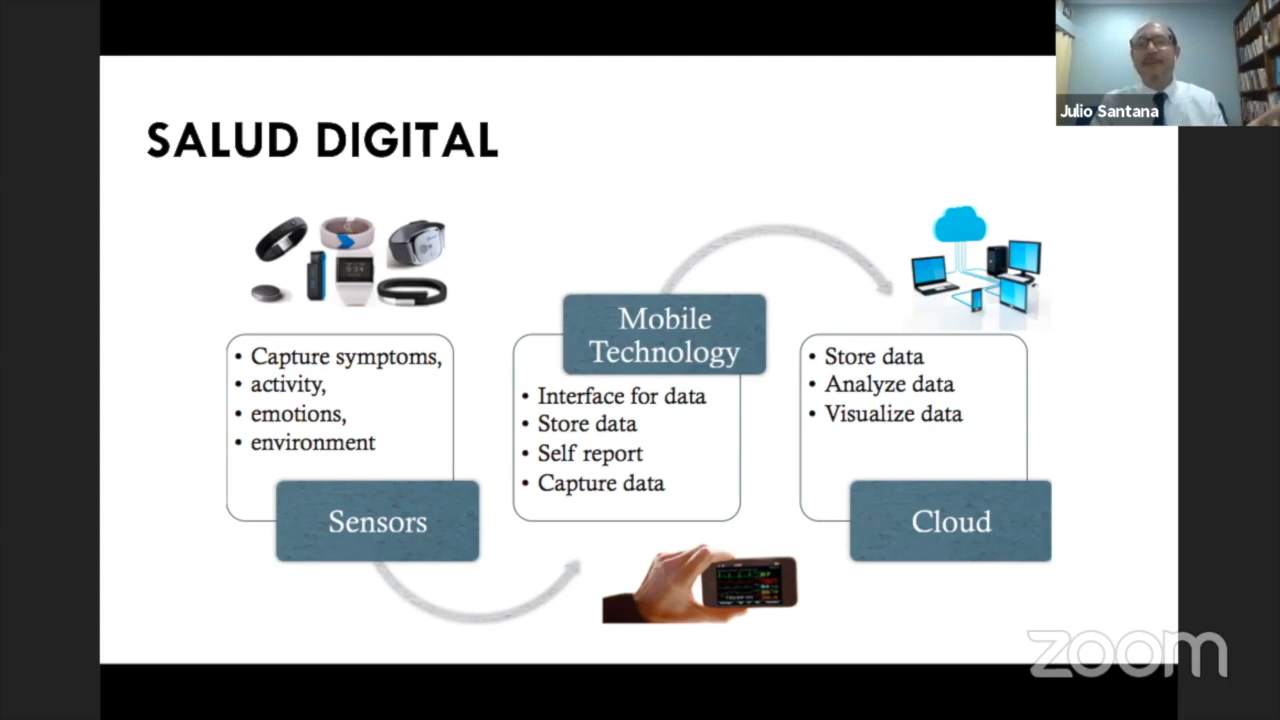 Julio Santana
SALUD DIGITAL
• Capture symptoms,
• activity,
• emotions,
• environment
Sensors
Mobile
Technology
• Interface for data
• Store data
• Self report
• Capture data
• Store data
• Analyze data
• Visualize data
Cloud
zoom